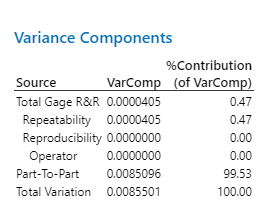 Variance Components
%Contribution
Source VarComp (of VarComp)
Total Gage R&R 0.0000405 0.47
Repeatability 0.0000405 0.47
Reproducibility 0.0000000 0.00
Operator 0.0000000 0.00
Part-To-Part 0.0085096 99.53
Total Variation 0.0085501 100.00